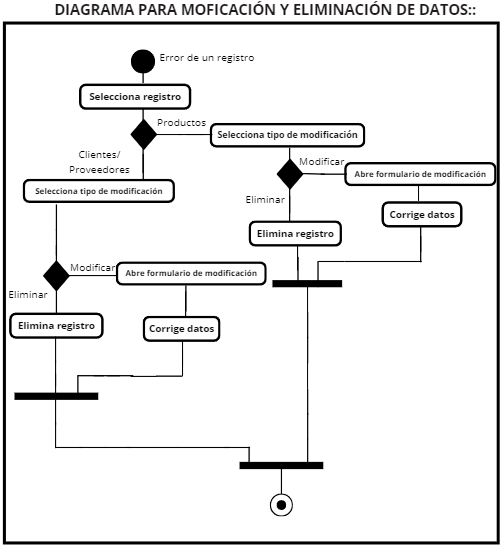 DIAGRAMA PARA MOFICACIÓN Y ELIMINACIÓN DE DATOS::
Error de un registro
Selecciona registro
Productos
Selecciona tipo de modificación
Clientes/
Proveedores
Modificar
Abre formulario de modificación
Selecciona tipo de modificación
Eliminar
Corrige datos
Elimina registro
Modificar
Abre formulario de modificación
Eliminar
Elimina registro
Corrige datos